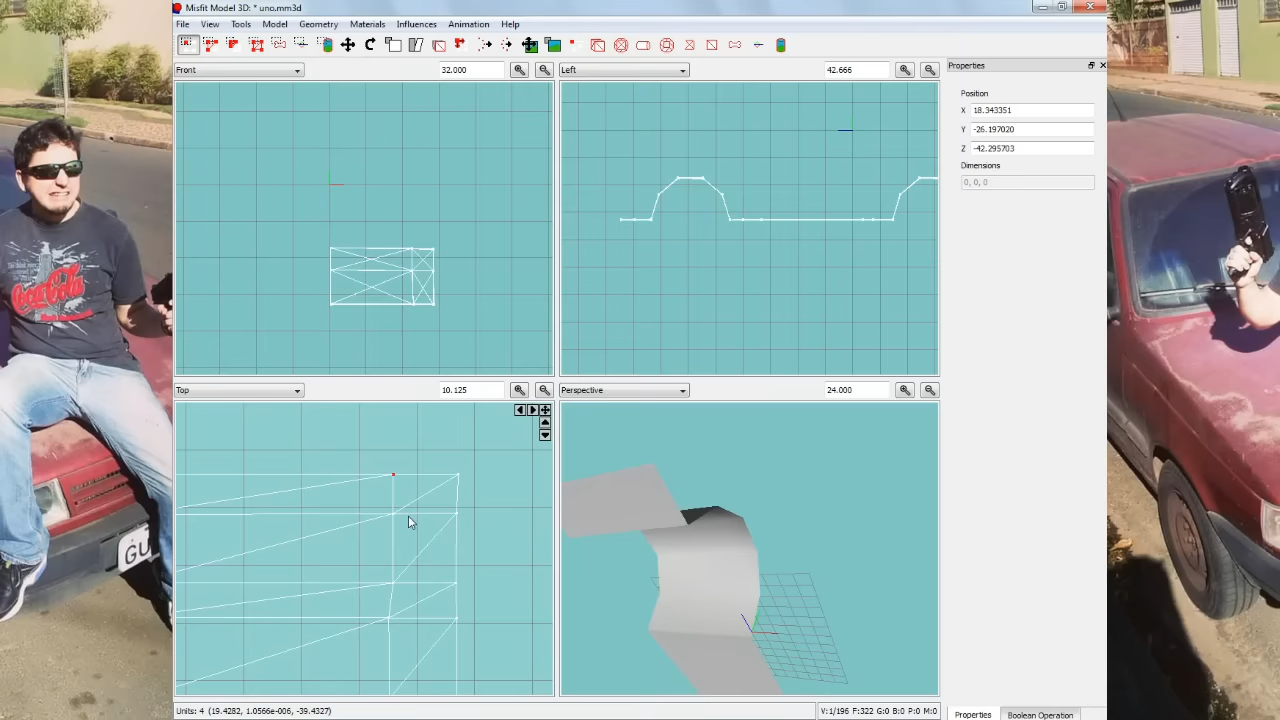 Misfit Model 3D: * uno.mm3d
File View Tools Model Geometry Materials Influences Animation Help
Front 32.000
Left 42.666
Properties
Position
X 18.343351
Y -26.197020
Z -42.295703
Dimensions
0, 0, 0
Coca-Cola
GU
Top 10.125
Perspective 24.000
Units: 4 (19.4282, 1.0566e-006, -39.4327)
V:1/196 F:322 G:0 B:0 P:0 M:0
Properties Boolean Operation